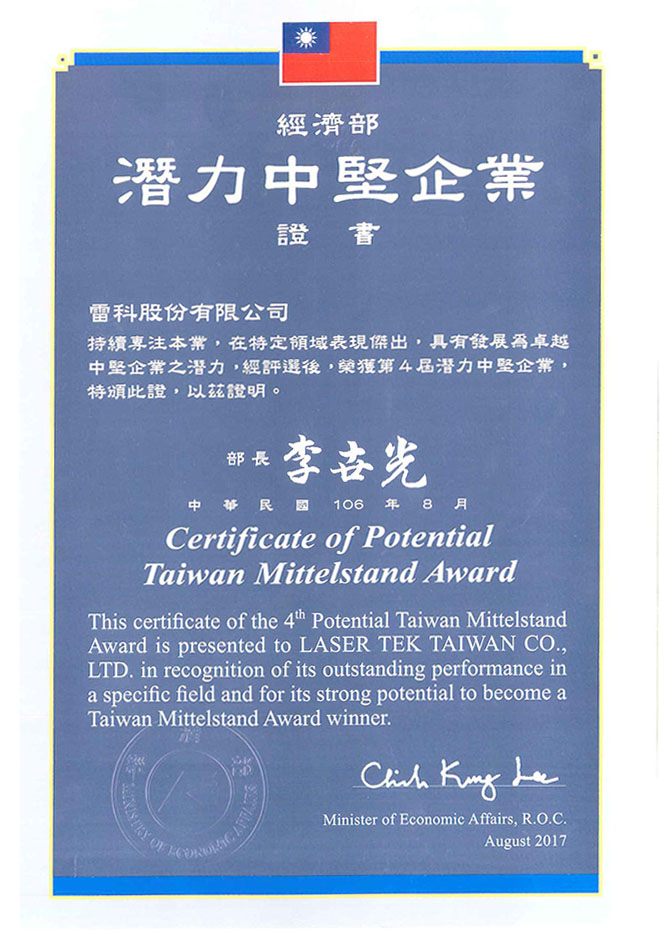 經濟部
潛力中堅企業
證書
雷科股份有限公司
持續專注本業，在特定領域表現傑出，具有發展為卓越
中堅企業之潛力，經評選後，榮獲第4屆潛力中堅企業，
特頒此證，以茲證明。
部長 李世光
中華民國 106 年 8 月
Certificate of Potential
Taiwan Mittelstand Award
This certificate of the 4th Potential Taiwan Mittelstand
Award is presented to LASER TEK TAIWAN CO.,
LTD. in recognition of its outstanding performance in
a specific field and for its strong potential to become a
Taiwan Mittelstand Award winner.
Chih Kung Lee
Minister of Economic Affairs, R.O.C.
August 2017
MINISTRY OF ECONOMIC AFFAIRS